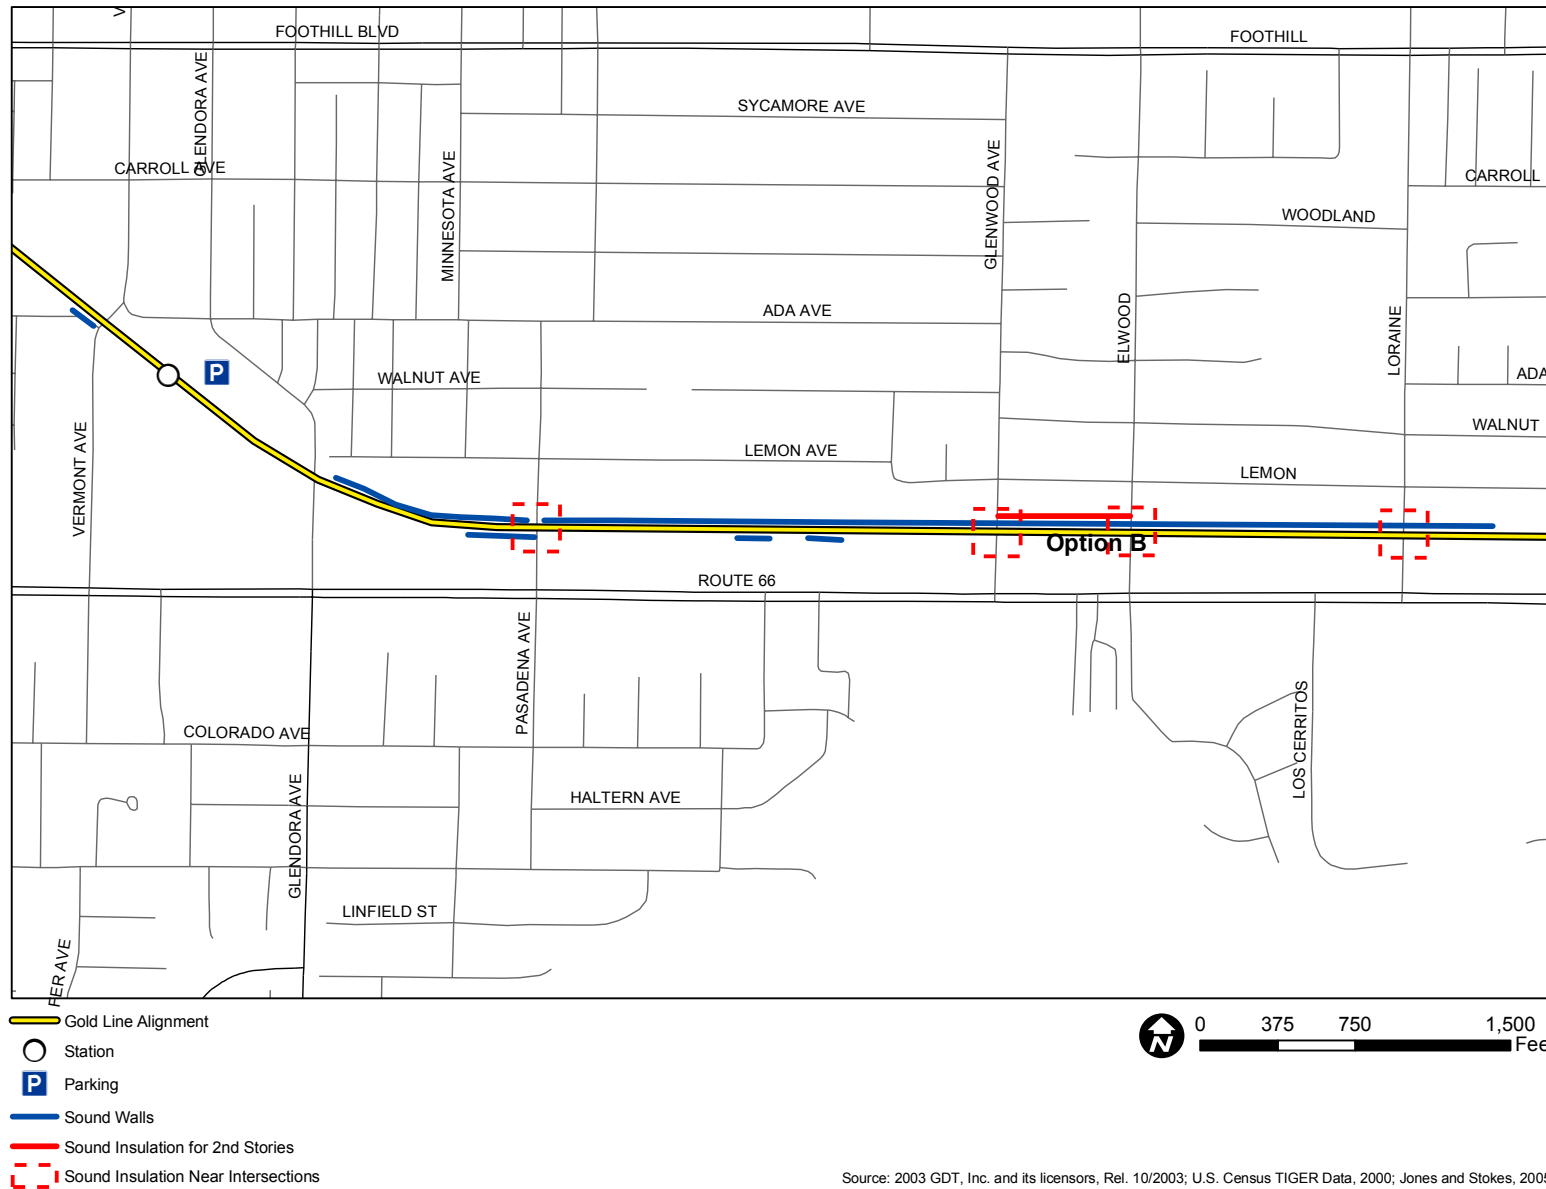 V
FOOTHILL BLVD
FOOTHILL
GLENDORA AVE
SYCAMORE AVE
CARROLL AVE
MINNESOTA AVE
GLENWOOD AVE
CARROLL
WOODLAND
ADA AVE
ELWOOD
LORAINE
P
WALNUT AVE
ADA
VERMONT AVE
LEMON AVE
WALNUT
LEMON
Option B
ROUTE 66
PASADENA AVE
COLORADO AVE
LOS CERRITOS
GLENDORA AVE
HALTERN AVE
LINFIELD ST
FER AVE
Gold Line Alignment
Station
P Parking
Sound Walls
Sound Insulation for 2nd Stories
Sound Insulation Near Intersections
N
0 375 750 1,500
Fee
Source: 2003 GDT, Inc. and its licensors, Rel. 10/2003; U.S. Census TIGER Data, 2000; Jones and Stokes, 2005